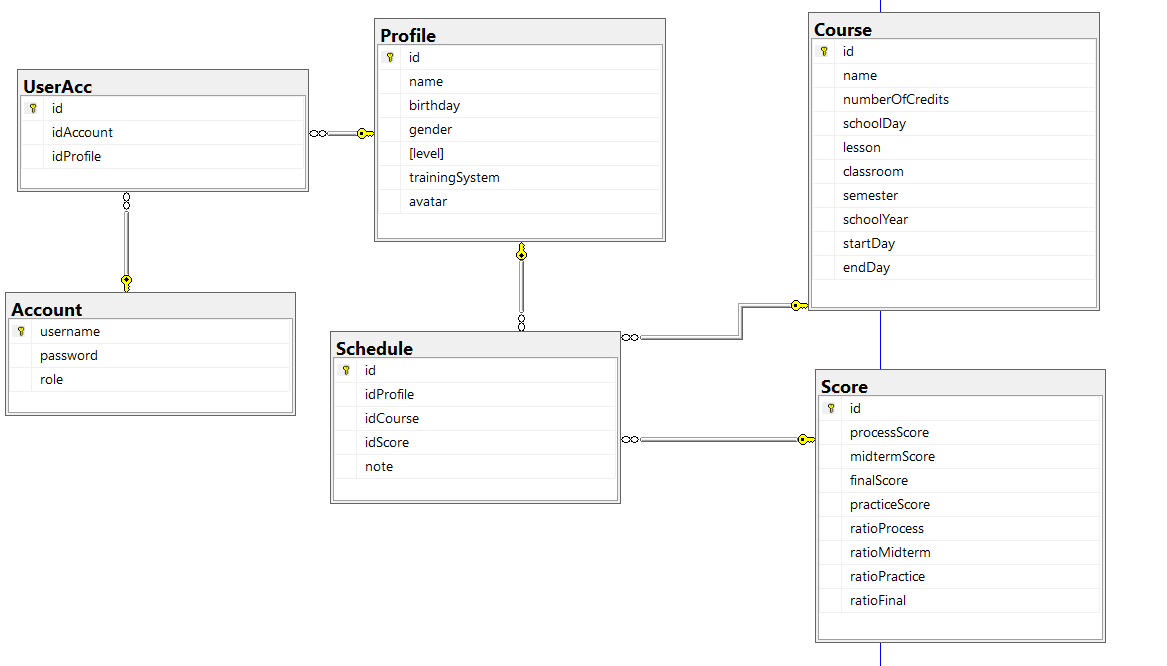 UserAcc
id
idAccount
idProfile
Profile
id
name
birthday
gender
[level]
trainingSystem
avatar
Course
id
name
numberOfCredits
schoolDay
lesson
classroom
semester
schoolYear
startDay
endDay
Account
username
password
role
Schedule
id
idProfile
idCourse
idScore
note
Score
id
processScore
midtermScore
finalScore
practiceScore
ratioProcess
ratioMidterm
ratioPractice
ratioFinal